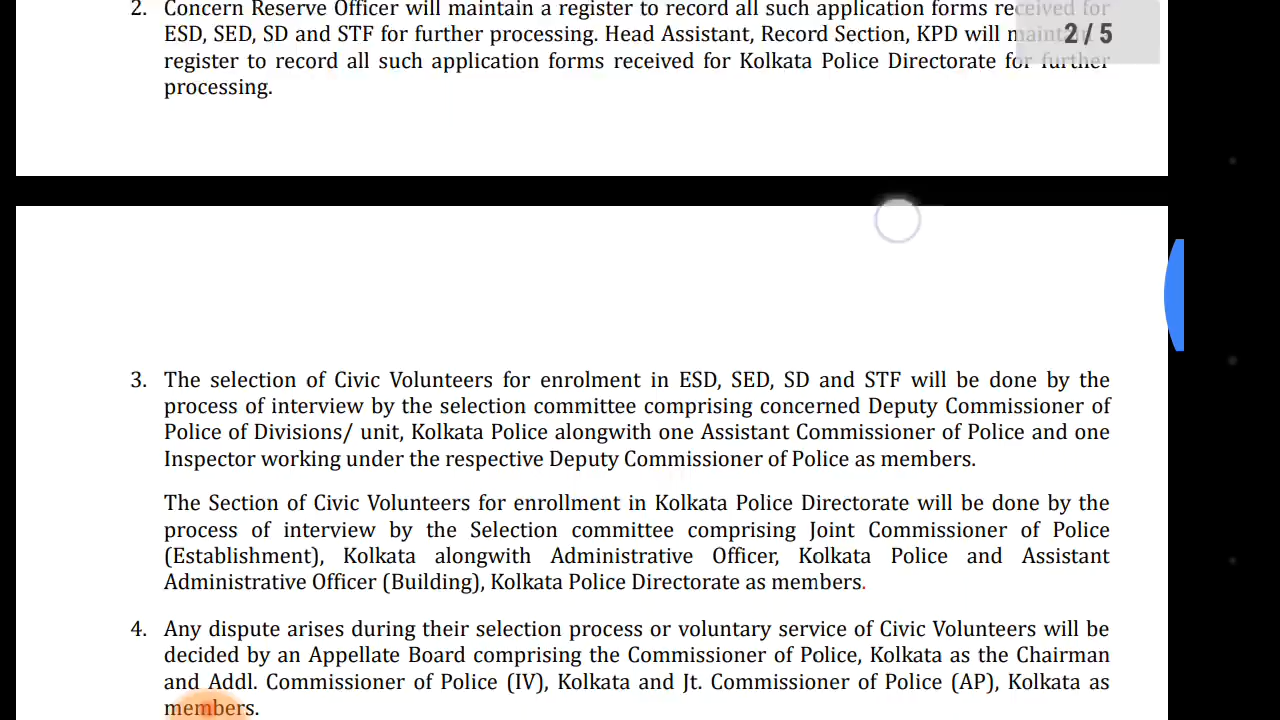 2. Concern Reserve Officer will maintain a register to record all such application forms received for
ESD, SED, SD and STF for further processing. Head Assistant, Record Section, KPD will maintain
2 / 5
register to record all such application forms received for Kolkata Police Directorate for further
processing.
3. The selection of Civic Volunteers for enrolment in ESD, SED, SD and STF will be done by the
process of interview by the selection committee comprising concerned Deputy Commissioner of
Police of Divisions/ unit, Kolkata Police alongwith one Assistant Commissioner of Police and one
Inspector working under the respective Deputy Commissioner of Police as members.
The Section of Civic Volunteers for enrollment in Kolkata Police Directorate will be done by the
process of interview by the Selection committee comprising Joint Commissioner of Police
(Establishment), Kolkata alongwith Administrative Officer, Kolkata Police and Assistant
Administrative Officer (Building), Kolkata Police Directorate as members.
4. Any dispute arises during their selection process or voluntary service of Civic Volunteers will be
decided by an Appellate Board comprising the Commissioner of Police, Kolkata as the Chairman
and Addl. Commissioner of Police (IV), Kolkata and Jt. Commissioner of Police (AP), Kolkata as
members.